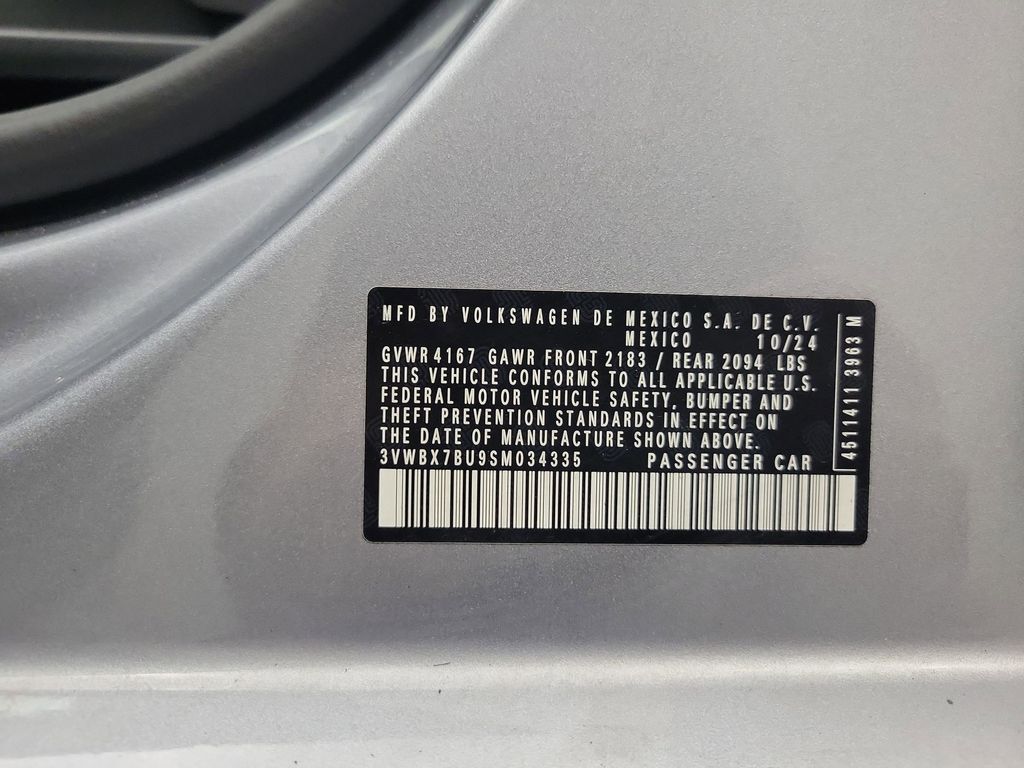 MFD BY VOLKSWAGEN DE MEXICO S.A. DE C.V.
MEXICO 10/24
GVWR 4167 GAWR FRONT 2183 / REAR 2094 LBS
THIS VEHICLE CONFORMS TO ALL APPLICABLE U.S.
FEDERAL MOTOR VEHICLE SAFETY, BUMPER AND
THEFT PREVENTION STANDARDS IN EFFECT ON
THE DATE OF MANUFACTURE SHOWN ABOVE.
3VWBX7BU9SM034335 PASSENGER CAR
4511411 3963 M